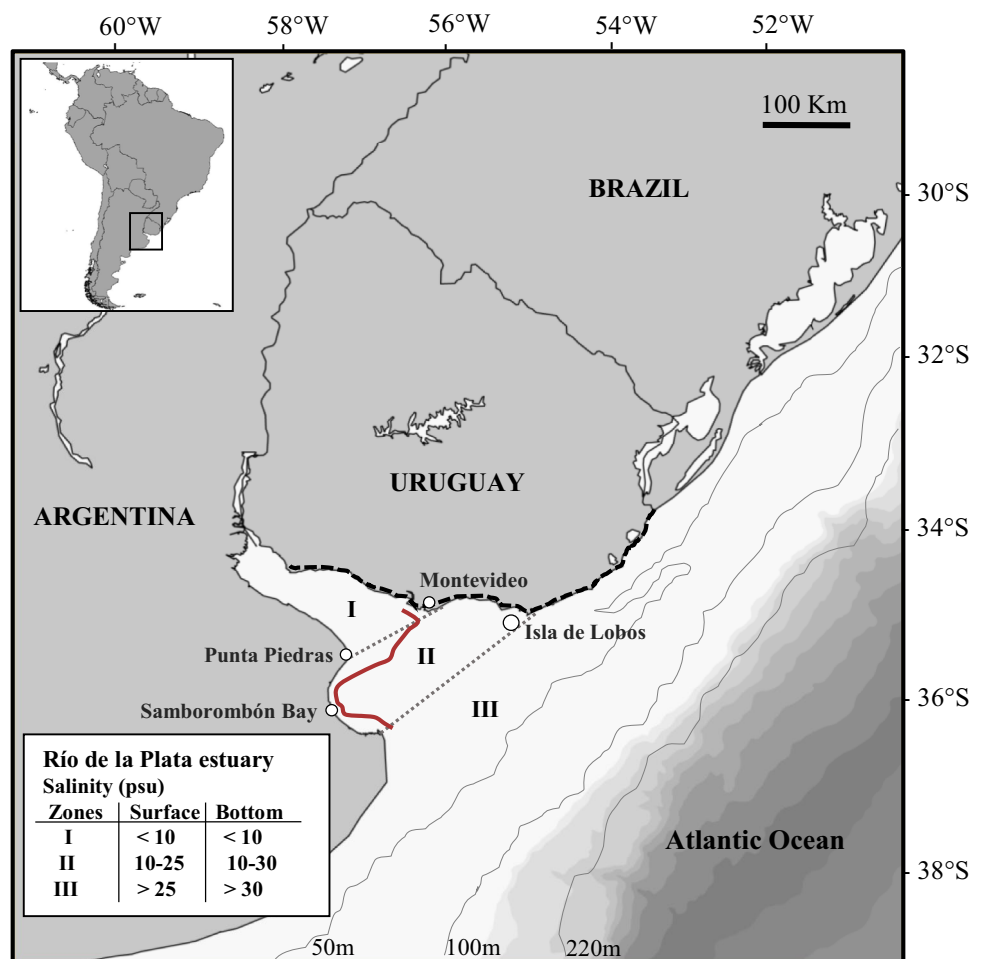 60°W 58°W 56°W 54°W 52°W
100 Km
BRAZIL
30°S
32°S
URUGUAY
ARGENTINA
34°S
Montevideo
I
Isla de Lobos
Punta Piedras
II
36°S
Samborombón Bay
III
Río de la Plata estuary
Salinity (psu)
Zones Surface Bottom
I < 10 < 10
II 10-25 10-30
III > 25 > 30
Atlantic Ocean
38°S
50m 100m 220m